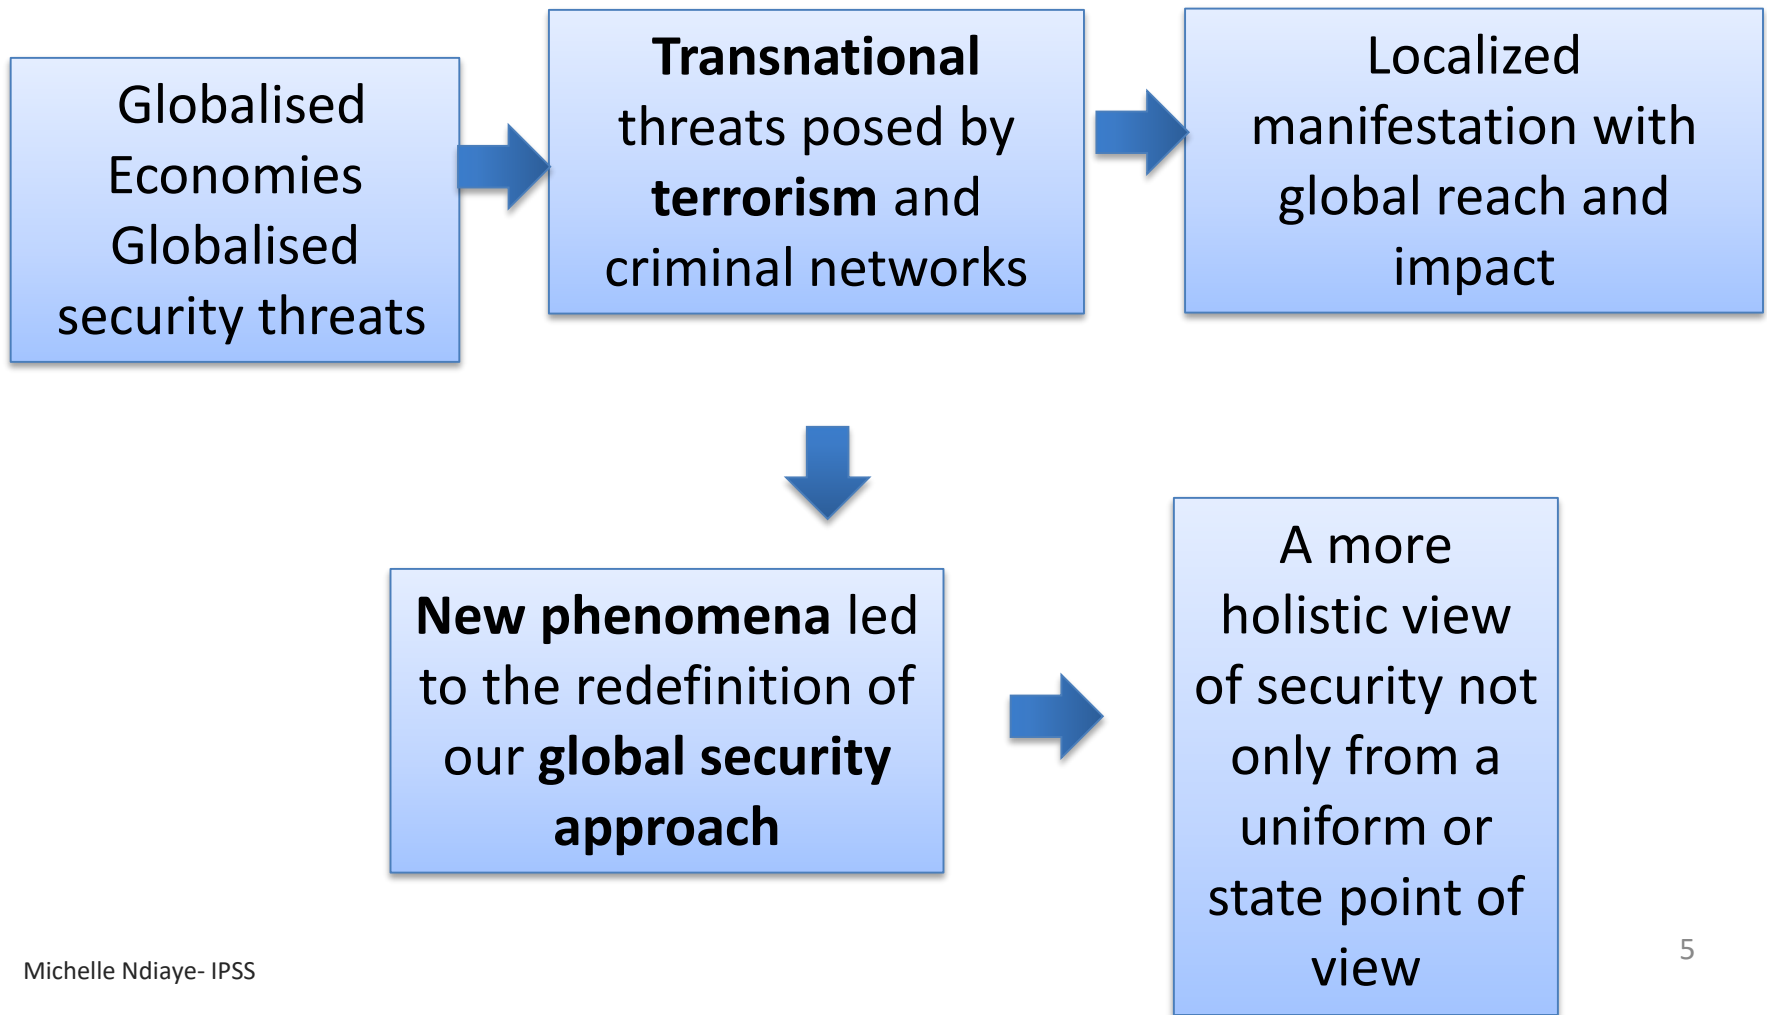 Globalised
Economies
Globalised
security threats
Transnational
threats posed by
terrorism and
criminal networks
Localized
manifestation with
global reach and
impact
New phenomena led
to the redefinition of
our global security
approach
A more
holistic view
of security not
only from a
uniform or
state point of
view
Michelle Ndiaye- IPSS
5